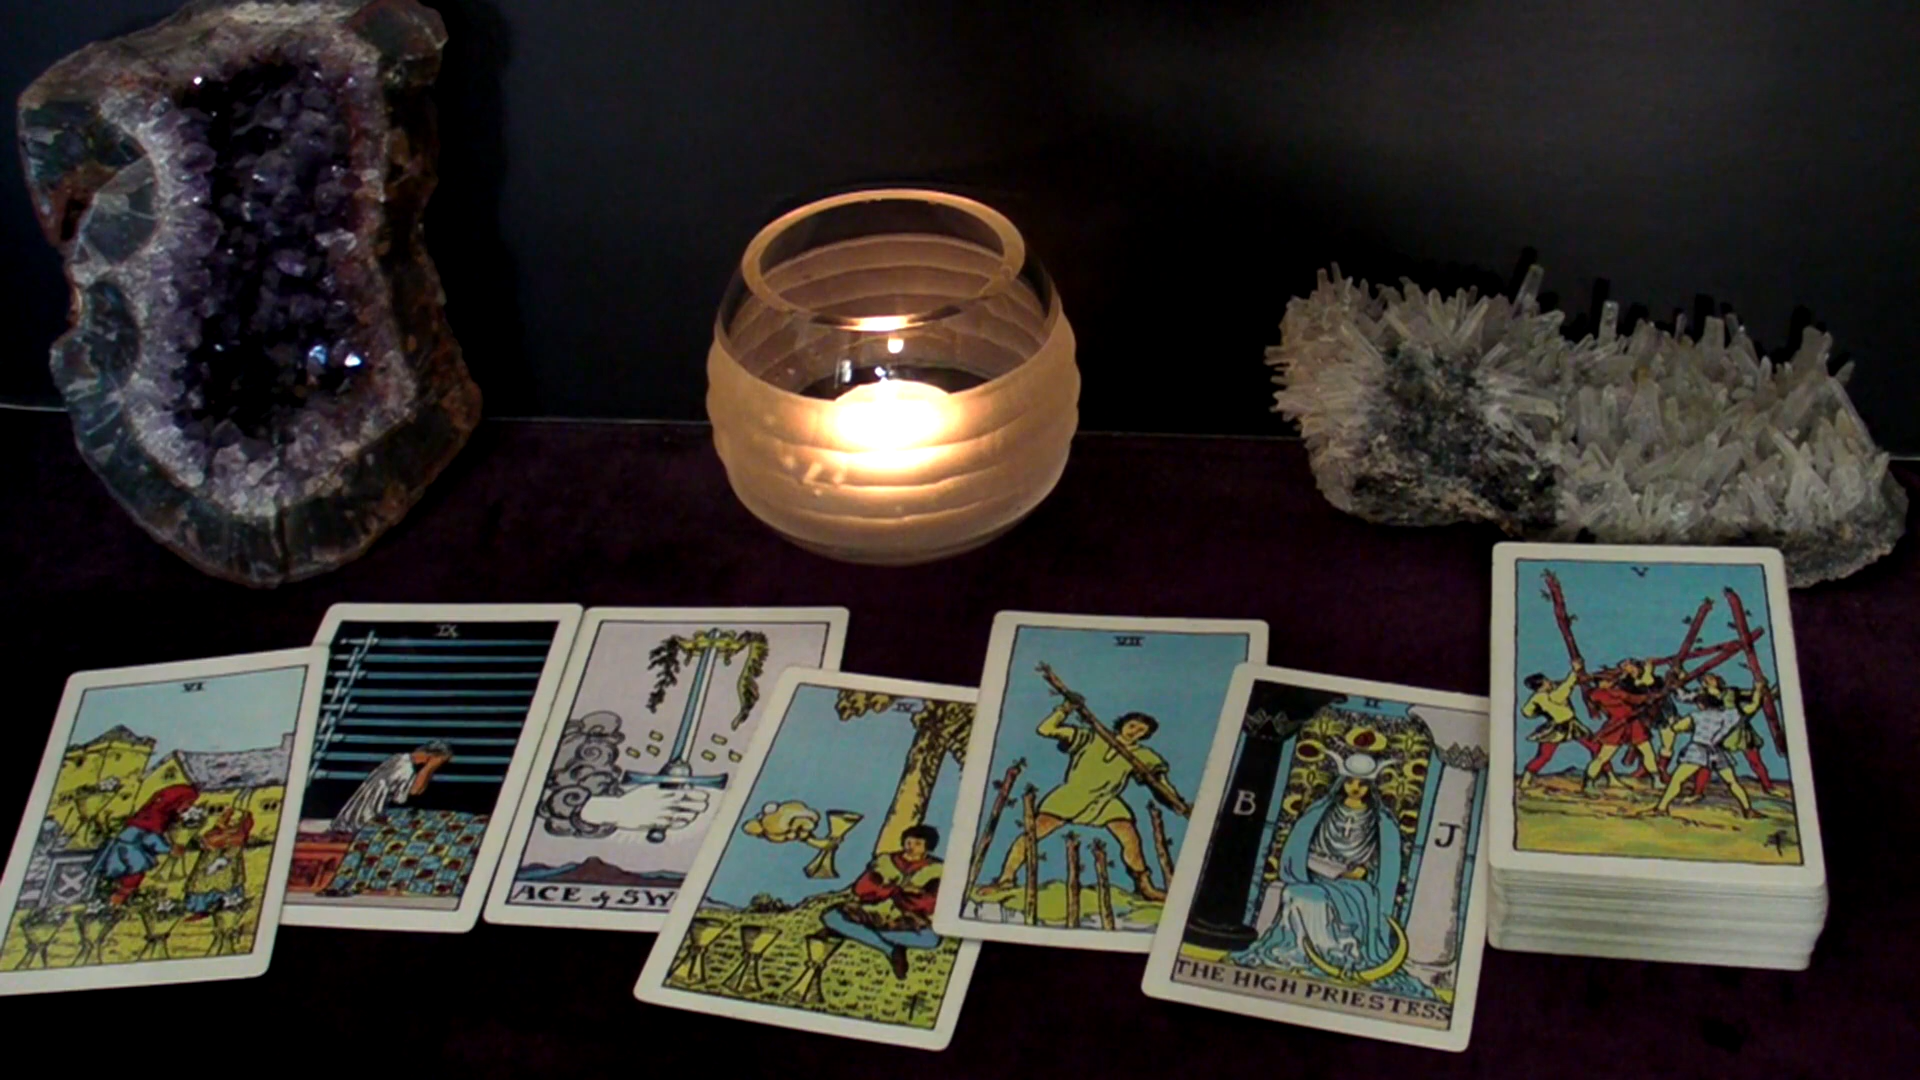 VI
IX
ACE of SW
IV
VII
II
B
J
THE HIGH PRIESTESS
V